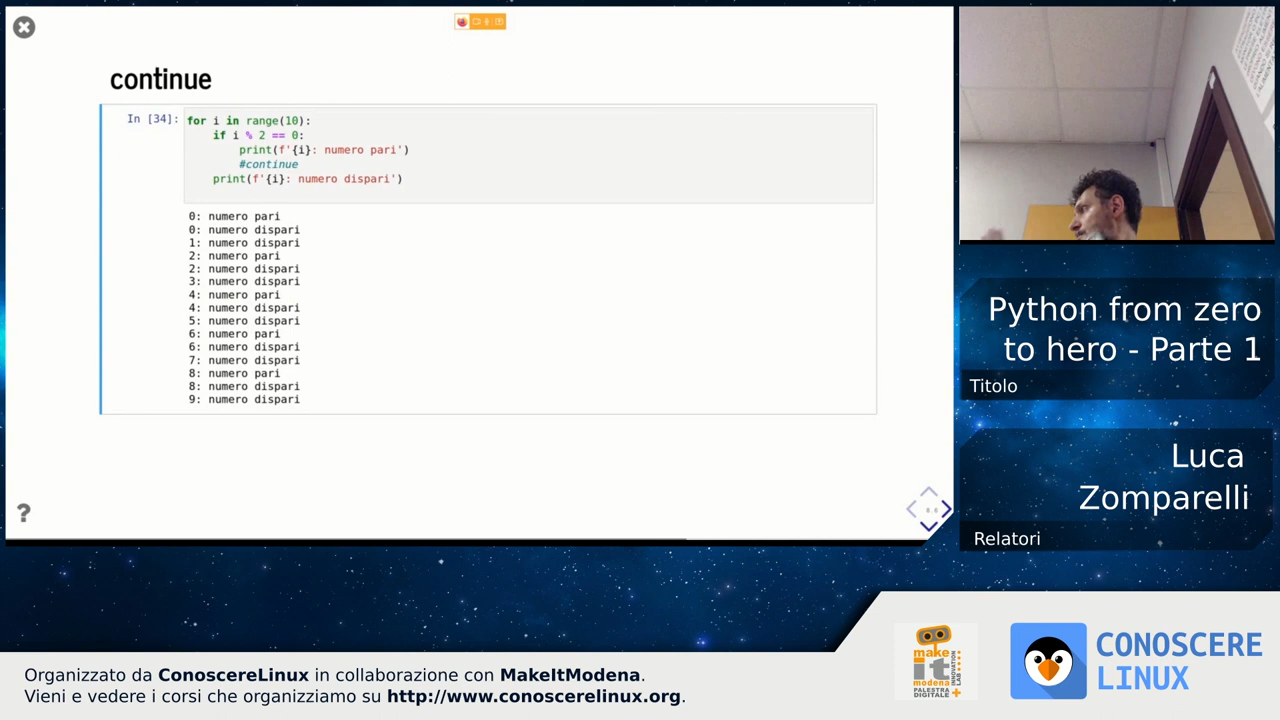 continue
In [34]:
for i in range(10):
if i % 2 == 0:
print(f'{i}: numero pari')
#continue
print(f'{i}: numero dispari')
0: numero pari
0: numero dispari
1: numero dispari
2: numero pari
2: numero dispari
3: numero dispari
4: numero pari
4: numero dispari
5: numero dispari
6: numero pari
6: numero dispari
7: numero dispari
8: numero pari
8: numero dispari
9: numero dispari
?
Python from zero
to hero - Parte 1
Titolo
Luca
Zomparelli
Relatori
Organizzato da ConoscereLinux in collaborazione con MakeItModena.
Vieni e vedere i corsi che organizziamo su http://www.conoscerelinux.org.
make
it
modena
PALESTRA
DIGITALE
INNOVATION
LAB
CONOSCERE
LINUX